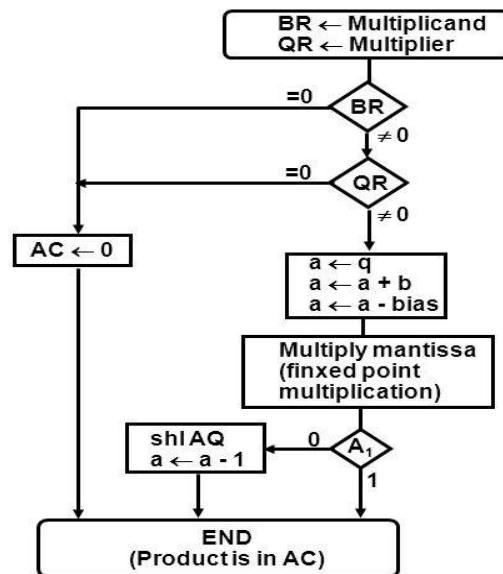 BR ← Multiplicand
QR ← Multiplier
=0
BR
≠ 0
=0
QR
≠ 0
AC ← 0
a ← q
a ← a + b
a ← a - bias
Multiply mantissa
(finxed point
multiplication)
shl AQ
a ← a - 1
0
A₁
1
END
(Product is in AC)